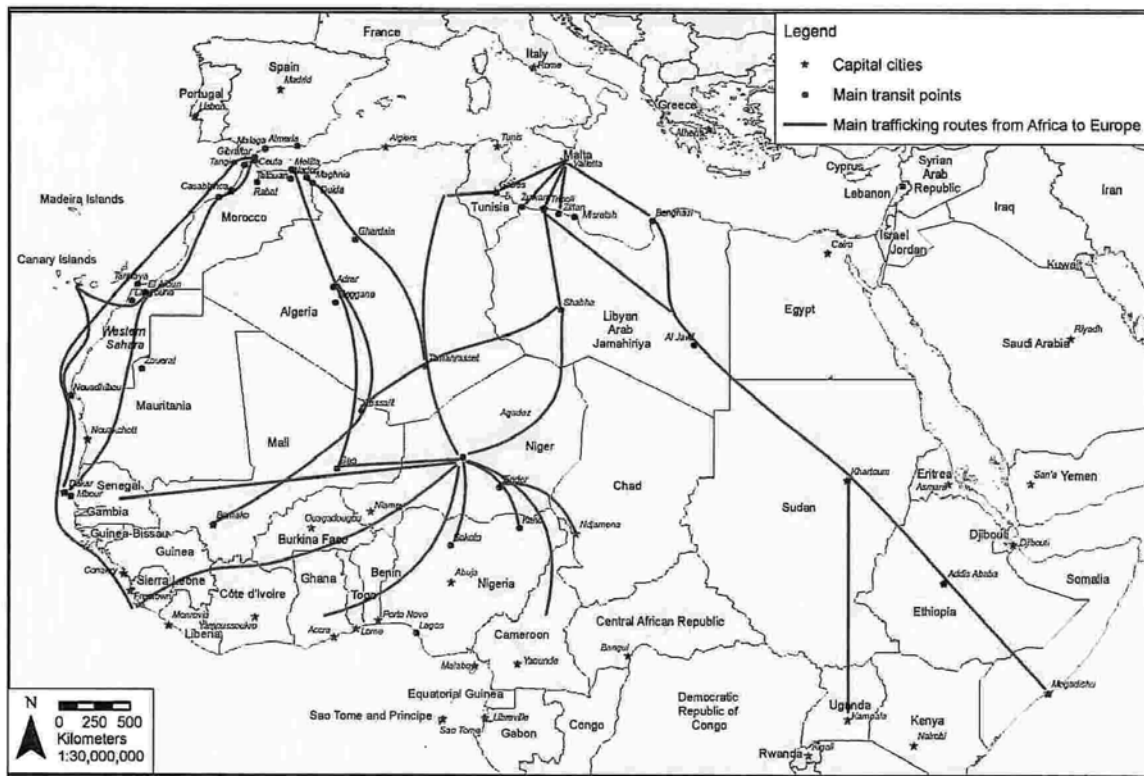 France
Italy
Rome
Spain
Madrid
Portugal
Lisbon
Greece
Athens
Legend
Capital cities
Main transit points
Main trafficking routes from Africa to Europe
Malaga
Almeria
Gibraltar
Tangier
Ceuta
Melilla
Rabat
Maghnia
Oujda
Algiers
Tunis
Malta
Valletta
Cyprus
Syrian
Arab
Republic
Lebanon
Iran
Iraq
Israel
Jordan
Kuwait
Casablanca
Madeira Islands
Morocco
Tunisia
Tripoli
Zlitan
Misratah
Benghazi
Cairo
Canary Islands
Tarfaya
El Aioun
Ghardaia
Adrar
Reggane
Algeria
Shabha
Libyan
Arab
Jamahiriya
Al Jawf
Egypt
Riyadh
Saudi Arabia
Western
Sahara
Zouerat
Tamanrasset
Nouadhibou
Mauritania
Nouakchott
Mali
Agadez
Niger
Chad
Sudan
Khartoum
Eritrea
Asmara
San'a
Yemen
Dakar
Mbour
Senegal
Gambia
Guinea-Bissau
Guinea
Bamako
Niamey
Ouagadougou
Burkina Faso
Kano
Ndjamena
Sokoto
Djibouti
Djibouti
Conakry
Sierra Leone
Freetown
Côte d'Ivoire
Ghana
Togo
Benin
Abuja
Nigeria
Addis Ababa
Ethiopia
Somalia
Monrovia
Liberia
Yamoussoukro
Accra
Lome
Porto Novo
Lagos
Cameroon
Central African Republic
Bangui
Malabo
Yaounde
Mogadishu
Equatorial Guinea
Sao Tome and Principe
Sao Tome
Libreville
Gabon
Congo
Democratic
Republic of
Congo
Uganda
Kampala
Kenya
Nairobi
Rwanda
Kigali
N
0 250 500
Kilometers
1:30,000,000